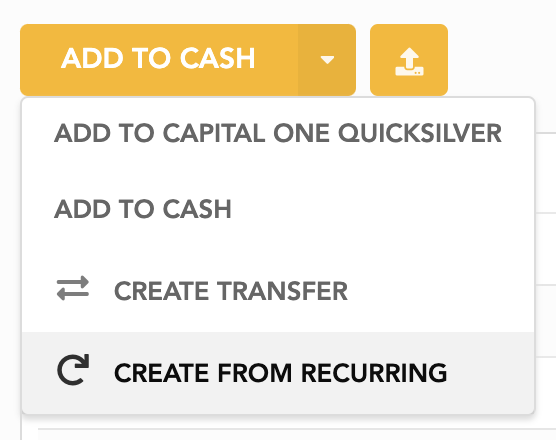 ADD TO CASH
ADD TO CAPITAL ONE QUICKSILVER
ADD TO CASH
CREATE TRANSFER
CREATE FROM RECURRING